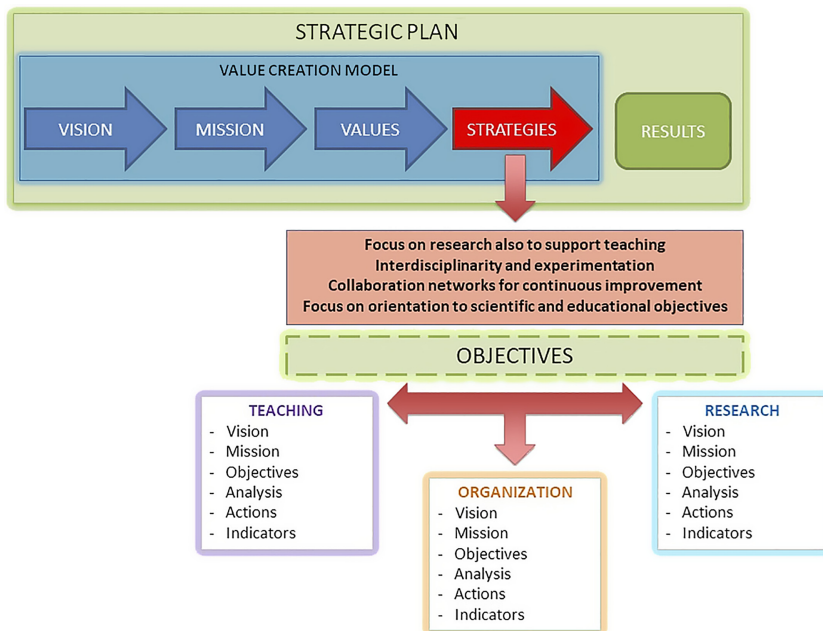 STRATEGIC PLAN
VALUE CREATION MODEL
VISION
MISSION
VALUES
STRATEGIES
RESULTS
Focus on research also to support teaching
Interdisciplinarity and experimentation
Collaboration networks for continuous improvement
Focus on orientation to scientific and educational objectives
OBJECTIVES
TEACHING
- Vision
- Mission
- Objectives
- Analysis
- Actions
- Indicators
ORGANIZATION
- Vision
- Mission
- Objectives
- Analysis
- Actions
- Indicators
RESEARCH
- Vision
- Mission
- Objectives
- Analysis
- Actions
- Indicators